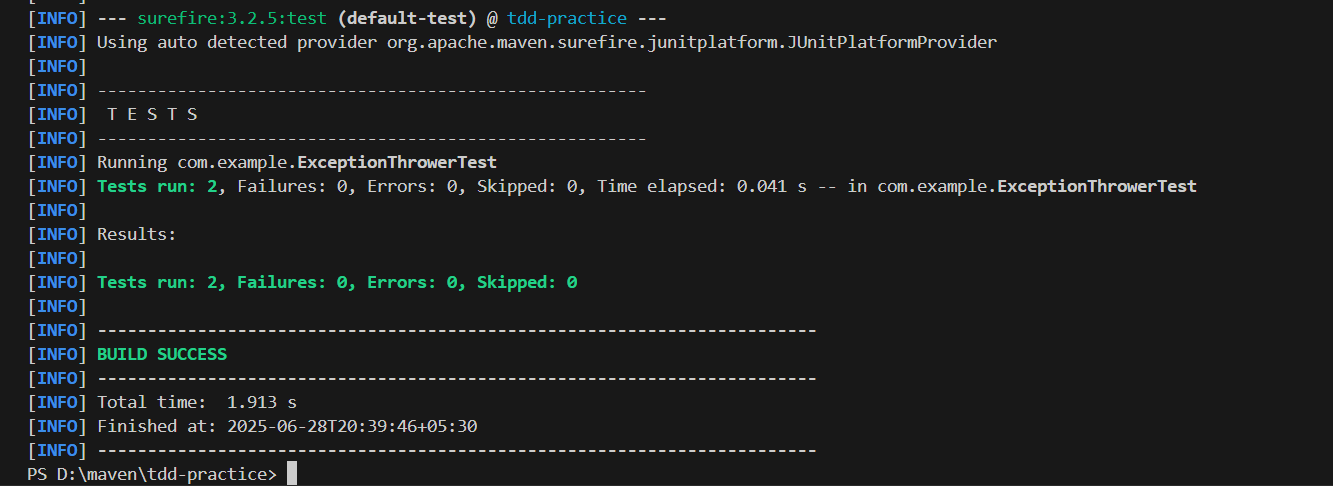 [INFO] --- surefire:3.2.5:test (default-test) @ tdd-practice ---
[INFO] Using auto detected provider org.apache.maven.surefire.junitplatform.JUnitPlatformProvider
[INFO]
[INFO] -------------------------------------------------------
[INFO]  T E S T S
[INFO] -------------------------------------------------------
[INFO] Running com.example.ExceptionThrowerTest
[INFO] Tests run: 2, Failures: 0, Errors: 0, Skipped: 0, Time elapsed: 0.041 s -- in com.example.ExceptionThrowerTest
[INFO]
[INFO] Results:
[INFO]
[INFO] Tests run: 2, Failures: 0, Errors: 0, Skipped: 0
[INFO]
[INFO] ------------------------------------------------------------------------
[INFO] BUILD SUCCESS
[INFO] ------------------------------------------------------------------------
[INFO] Total time:  1.913 s
[INFO] Finished at: 2025-06-28T20:39:46+05:30
[INFO] ------------------------------------------------------------------------
PS D:\maven\tdd-practice>